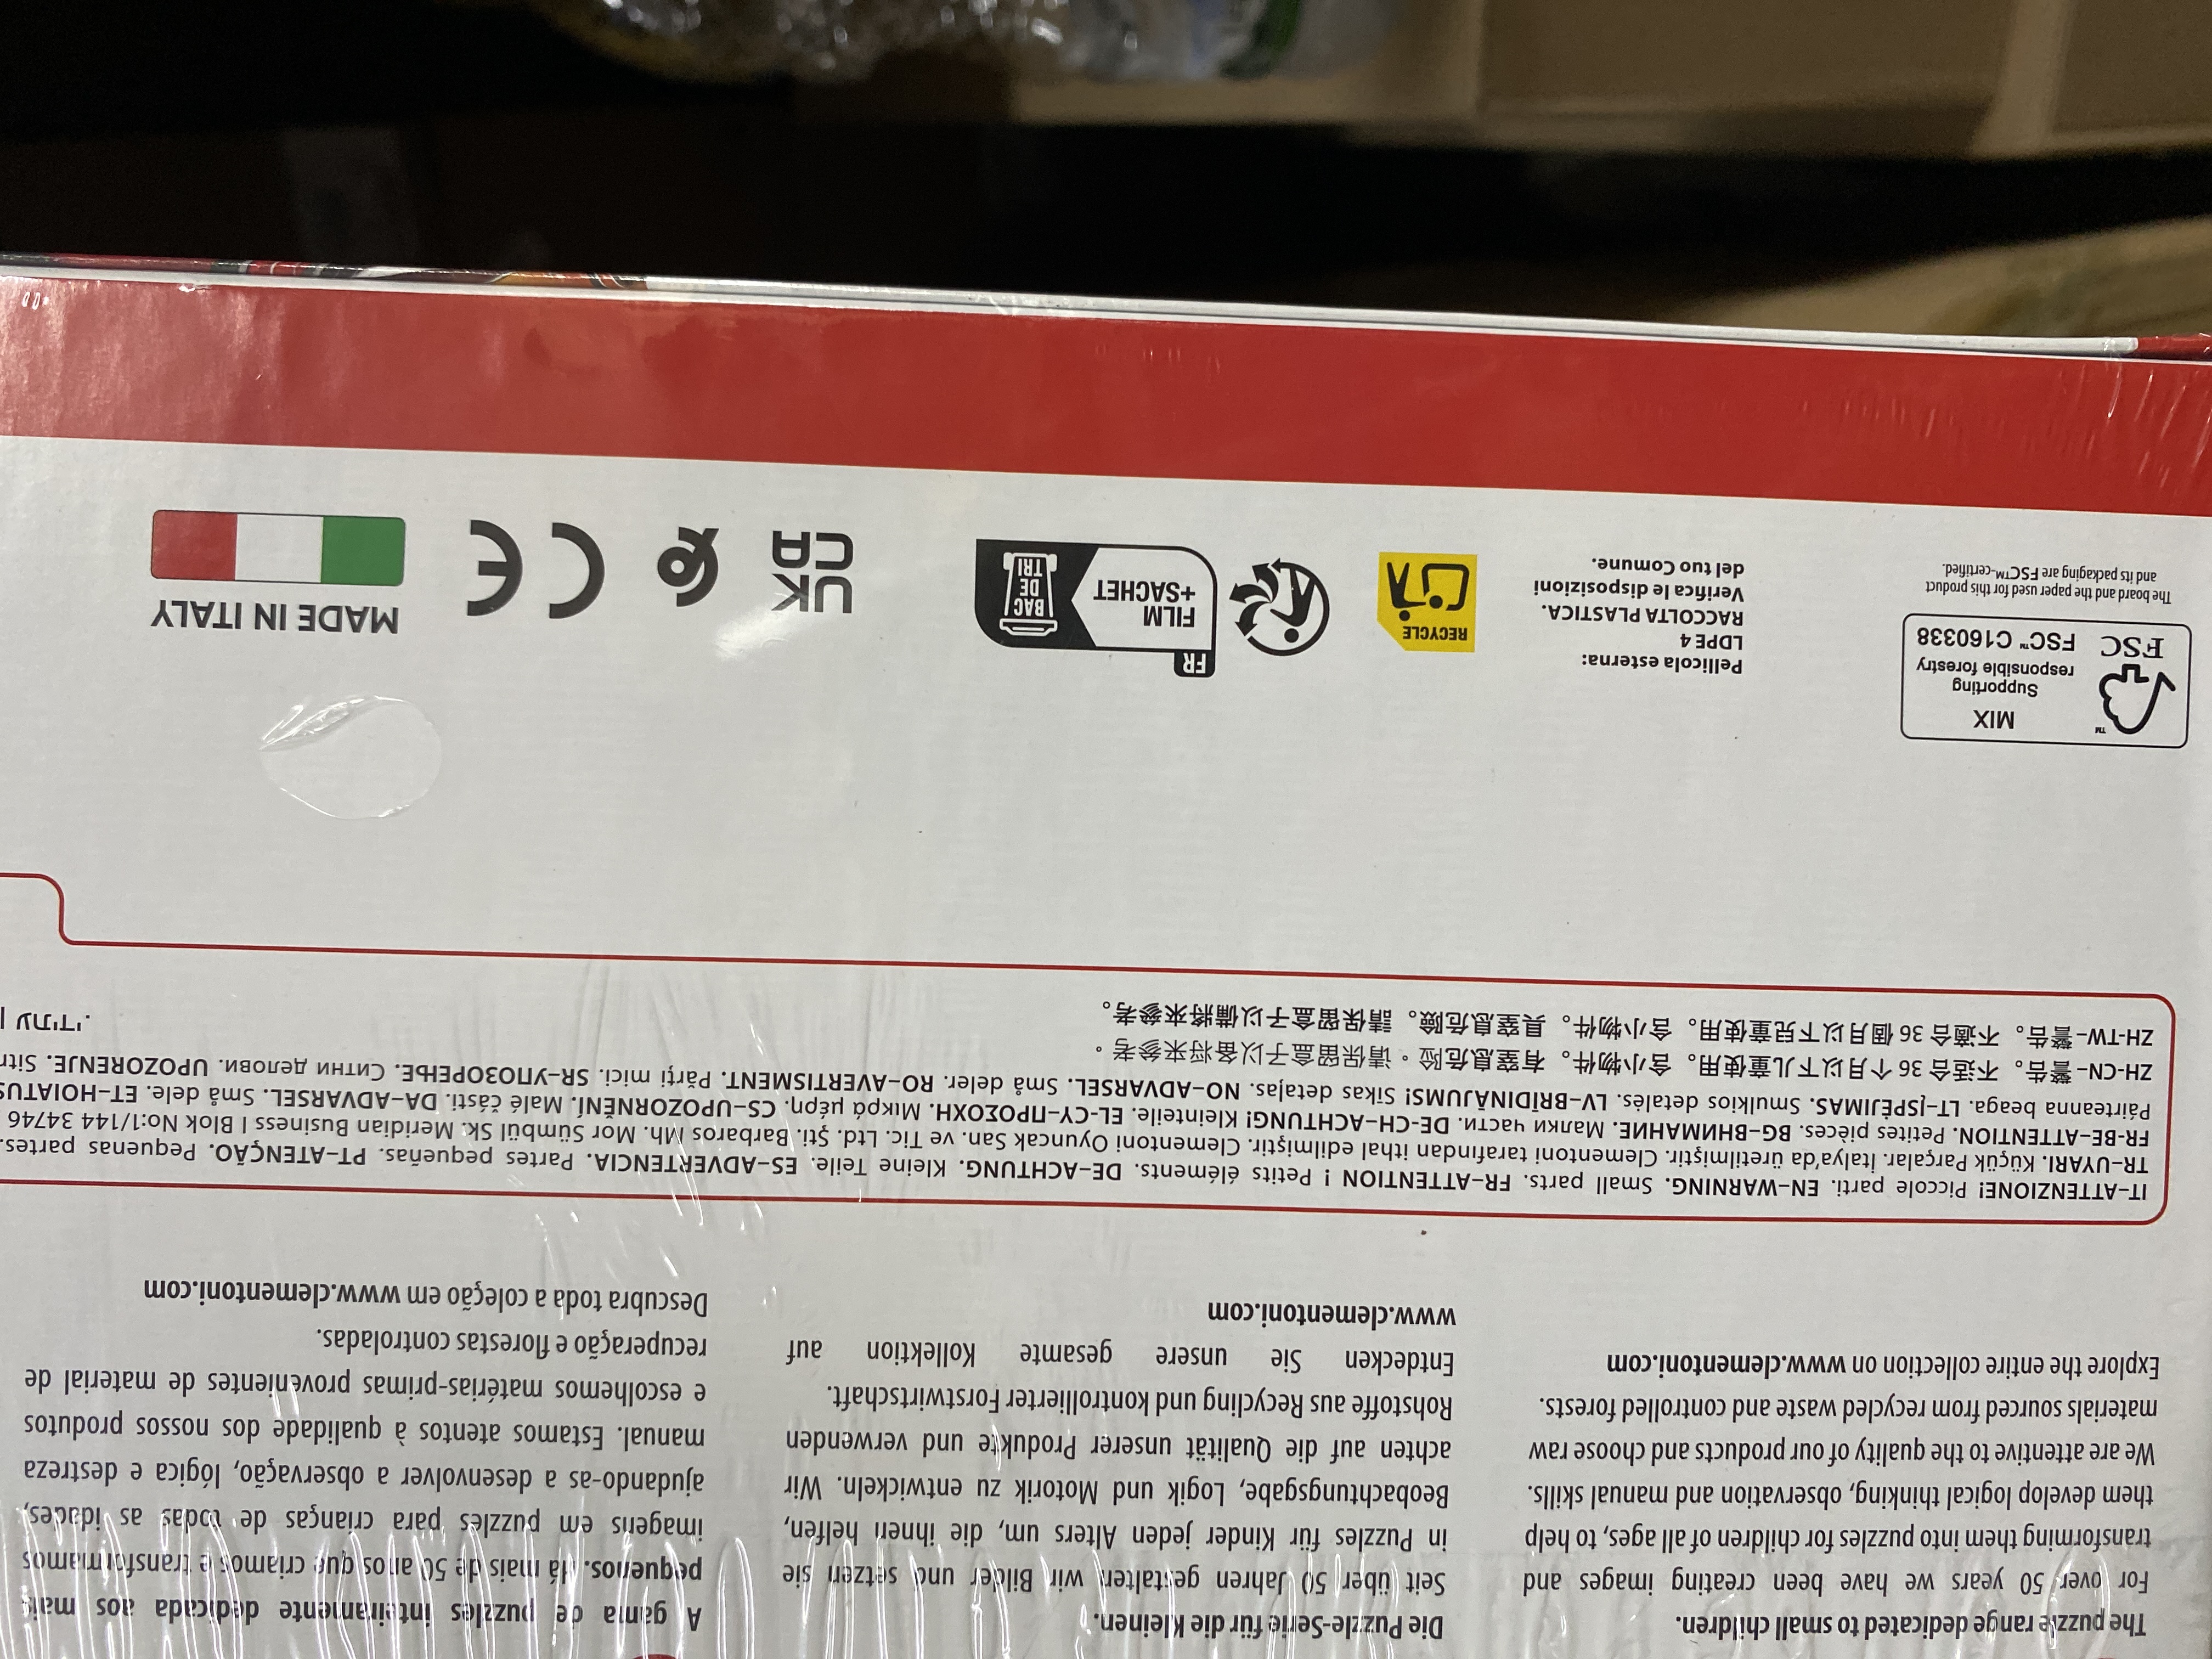 The puzzle range dedicated to small children.
For over 50 years we have been creating images and
transforming them into puzzles for children of all ages, to help
them develop logical thinking, observation and manual skills.
We are attentive to the quality of our products and choose raw
materials sourced from recycled waste and controlled forests.
Explore the entire collection on www.clementoni.com
Die Puzzle-Serie für die Kleinen.
Seit über 50 Jahren gestalten wir Bilder und setzen sie
in Puzzles für Kinder jeden Alters um, die ihnen helfen,
Beobachtungsgabe, Logik und Motorik zu entwickeln. Wir
achten auf die Qualität unserer Produkte und verwenden
Rohstoffe aus Recycling und kontrollierter Forstwirtschaft.
Entdecken Sie unsere gesamte Kollektion auf
www.clementoni.com
A gama de puzzles inteiramente dedicada aos mais
pequenos. Há mais de 50 anos que criamos e transformamos
imagens em puzzles para crianças de todas as idades,
ajudando-as a desenvolver a observação, lógica e destreza
manual. Estamos atentos à qualidade dos nossos produtos
e escolhemos matérias-primas provenientes de material de
recuperação e florestas controladas.
Descubra toda a coleção em www.clementoni.com
IT–ATTENZIONE! Piccole parti. EN–WARNING. Small parts. FR–ATTENTION ! Petits éléments. DE–ACHTUNG. Kleine Teile. ES–ADVERTENCIA. Partes pequeñas. PT–ATENÇÃO. Pequenas partes.
TR–UYARI. Küçük Parçalar. İtalya'da üretilmiştir. Clementoni tarafından ithal edilmiştir. Clementoni Oyuncak San. ve Tic. Ltd. Şti. Barbaros Mh. Mor Sümbül Sk. Meridian Business I Blok No:1/144 34746
FR-BE–ATTENTION. Petites pièces. BG–ВНИМАНИЕ. Малки части. DE-CH–ACHTUNG! Kleinteile. EL-CY–ΠΡΟΣΟΧΗ. Μικρά μέρη. CS–UPOZORNĚNÍ. Malé části. DA–ADVARSEL. Små dele. ET–HOIATUS
Páirteanna beaga. LT–ĮSPĖJIMAS. Smulkios detalės. LV–BRĪDINĀJUMS! Sīkas detaļas. NO–ADVARSEL. Små deler. RO–AVERTISMENT. Părți mici. SR–УПОЗОРЕЊЕ. Ситни делови. UPOZORENJE. Sitni
ZH-CN–警告。不适合 36 个月以下儿童使用。含小物件。有窒息危险。请保留盒子以备将来参考。
ZH-TW–警告。不適合 36 個月以下兒童使用。含小物件。具窒息危險。請保留盒子以備將來參考。
עתידי.
™
MIX
Supporting
responsible forestry
FSC
FSC™ C160338
The board and the paper used for this product
and its packaging are FSC™-certified.
Pellicola esterna:
LDPE 4
RACCOLTA PLASTICA.
Verifica le disposizioni
del tuo Comune.
RECYCLE
FR
FILM
+SACHET
BAC
DE
TRI
UK
CA
CE
MADE IN ITALY